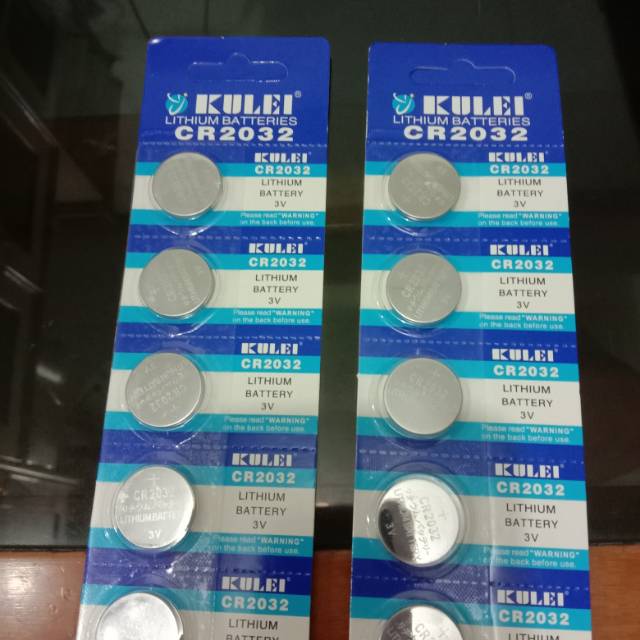 KULEI®
LITHIUM BATTERIES
CR2032
KULEI
CR2032
LITHIUM
BATTERY
3V
Please read "WARNING"
on the back before use.
KULEI
CR2032
LITHIUM
BATTERY
3V
Please read "WARNING"
on the back before use.
KULEI
CR2032
LITHIUM
BATTERY
3V
Please read "WARNING"
on the back before use.
CR2032
LITHIUM BATTERY
3V
KULEI
CR2032
LITHIUM
BATTERY
3V
Please read "WARNING"
on the back before use.
KULEI
CR2032
LITHIUM
KULEI®
LITHIUM BATTERIES
CR2032
KULEI
CR2032
LITHIUM
BATTERY
3V
Please read "WARNING"
on the back before use.
KULEI
CR2032
LITHIUM
BATTERY
3V
Please read "WARNING"
on the back before use.
KULEI
CR2032
LITHIUM
BATTERY
3V
Please read "WARNING"
on the back before use.
CR2032
3V
KULEI
CR2032
LITHIUM
BATTERY
3V
Please read "WARNING"
on the back before use.
KULEI
CR2032
LITHIUM